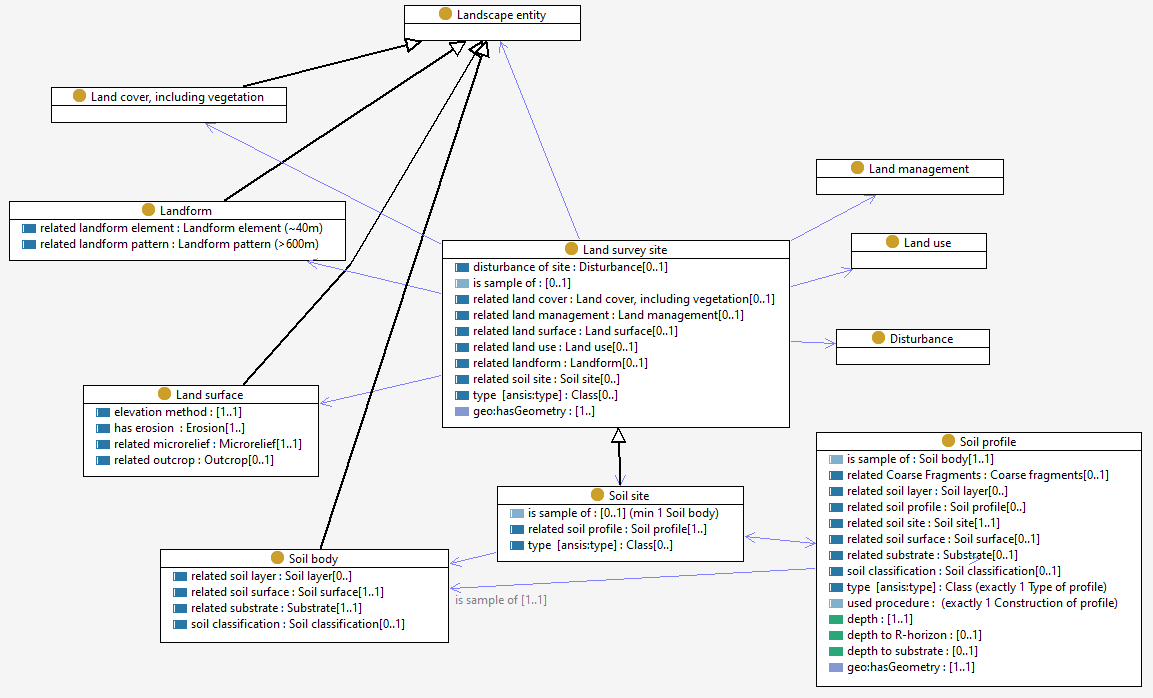 Landscape entity
Land cover, including vegetation
Land management
Landform
related landform element : Landform element (~40m)
related landform pattern : Landform pattern (>600m)
Land survey site
disturbance of site : Disturbance[0..1]
is sample of : [0..1]
related land cover : Land cover, including vegetation[0..1]
related land management : Land management[0..1]
related land surface : Land surface[0..1]
related land use : Land use[0..1]
related landform : Landform[0..1]
related soil site : Soil site[0..]
type  [ansis:type] : Class[0..]
geo:hasGeometry : [1..]
Land use
Disturbance
Land surface
elevation method : [1..1]
has erosion  : Erosion[1..]
related microrelief : Microrelief[1..1]
related outcrop : Outcrop[0..1]
Soil profile
is sample of : Soil body[1..1]
related Coarse Fragments : Coarse fragments[0..1]
related soil layer : Soil layer[0..]
related soil profile : Soil profile[0..]
related soil site : Soil site[1..1]
related soil surface : Soil surface[0..1]
related substrate : Substrate[0..1]
soil classification : Soil classification[0..1]
type  [ansis:type] : Class (exactly 1 Type of profile)
used procedure :  (exactly 1 Construction of profile)
depth : [1..1]
depth to R-horizon : [0..1]
depth to substrate : [0..1]
geo:hasGeometry : [1..1]
Soil site
is sample of : [0..1] (min 1 Soil body)
related soil profile : Soil profile[1..]
type  [ansis:type] : Class[0..]
Soil body
related soil layer : Soil layer[0..]
related soil surface : Soil surface[1..1]
related substrate : Substrate[1..1]
soil classification : Soil classification[0..1]
is sample of [1..1]